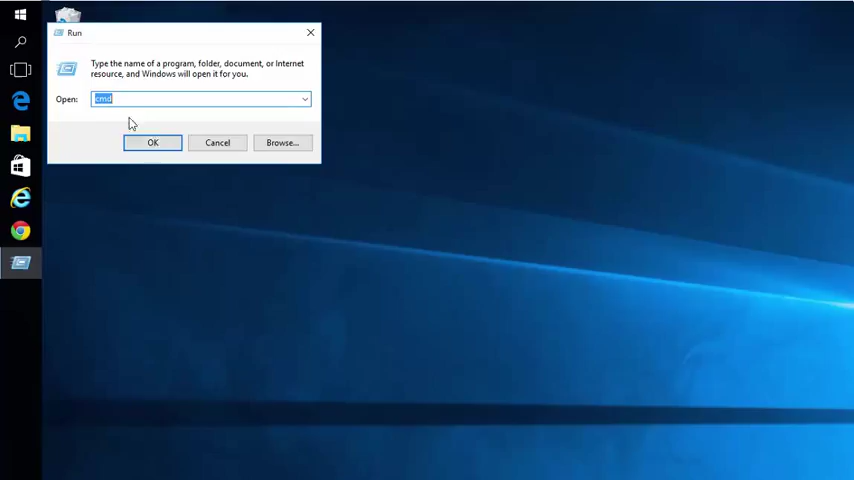 Run
Type the name of a program, folder, document, or Internet
resource, and Windows will open it for you.
Open: cmd
OK Cancel Browse...